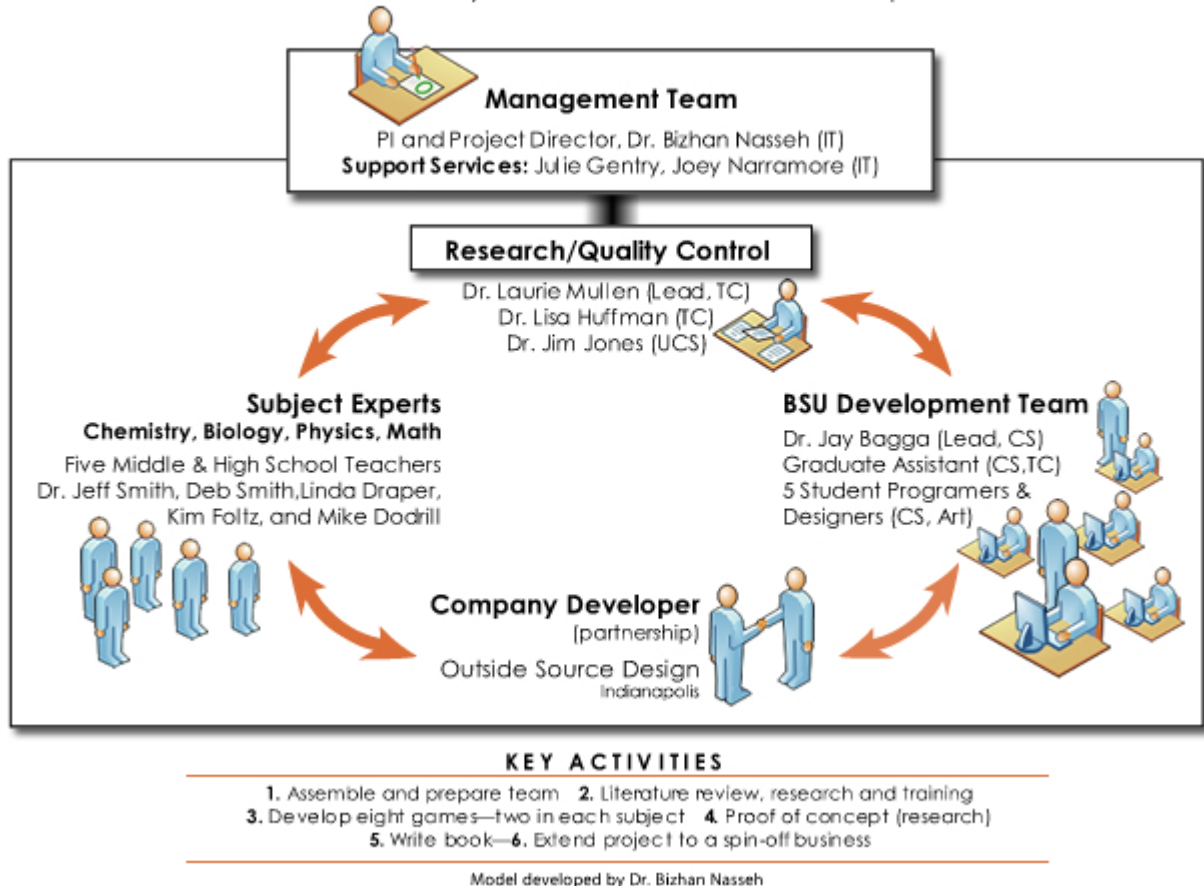 Management Team
PI and Project Director, Dr. Bizhan Nasseh (IT)
Support Services: Julie Gentry, Joey Narramore (IT)
Research/Quality Control
Dr. Laurie Mullen (Lead, TC)
Dr. Lisa Huffman (TC)
Dr. Jim Jones (UCS)
Subject Experts
Chemistry, Biology, Physics, Math
Five Middle & High School Teachers
Dr. Jeff Smith, Deb Smith,Linda Draper,
Kim Foltz, and Mike Dodrill
BSU Development Team
Dr. Jay Bagga (Lead, CS)
Graduate Assistant (CS,TC)
5 Student Programers &
Designers (CS, Art)
Company Developer
(partnership)
Outside Source Design
Indianapolis
KEY ACTIVITIES
1. Assemble and prepare team 2. Literature review, research and training
3. Develop eight games—two in each subject 4. Proof of concept (research)
5. Write book—6. Extend project to a spin-off business
Model developed by Dr. Bizhan Nasseh